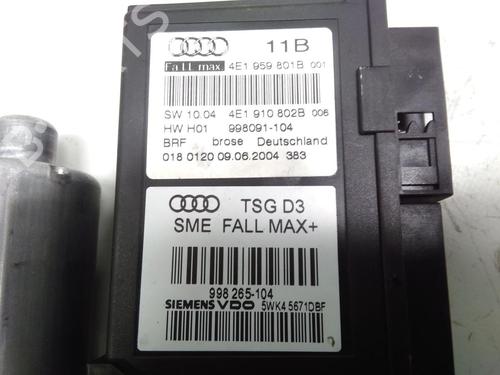 11B
Fall max. 4E1 959 801B 001
SW 10.04 4E1 910 802B 006
HW H01 998091-104
BRF brose Deutschland
018 0120 09.06.2004 383
TSG D3
SME FALL MAX+
998 265-104
SIEMENS VDO 5WK4 5671DBF